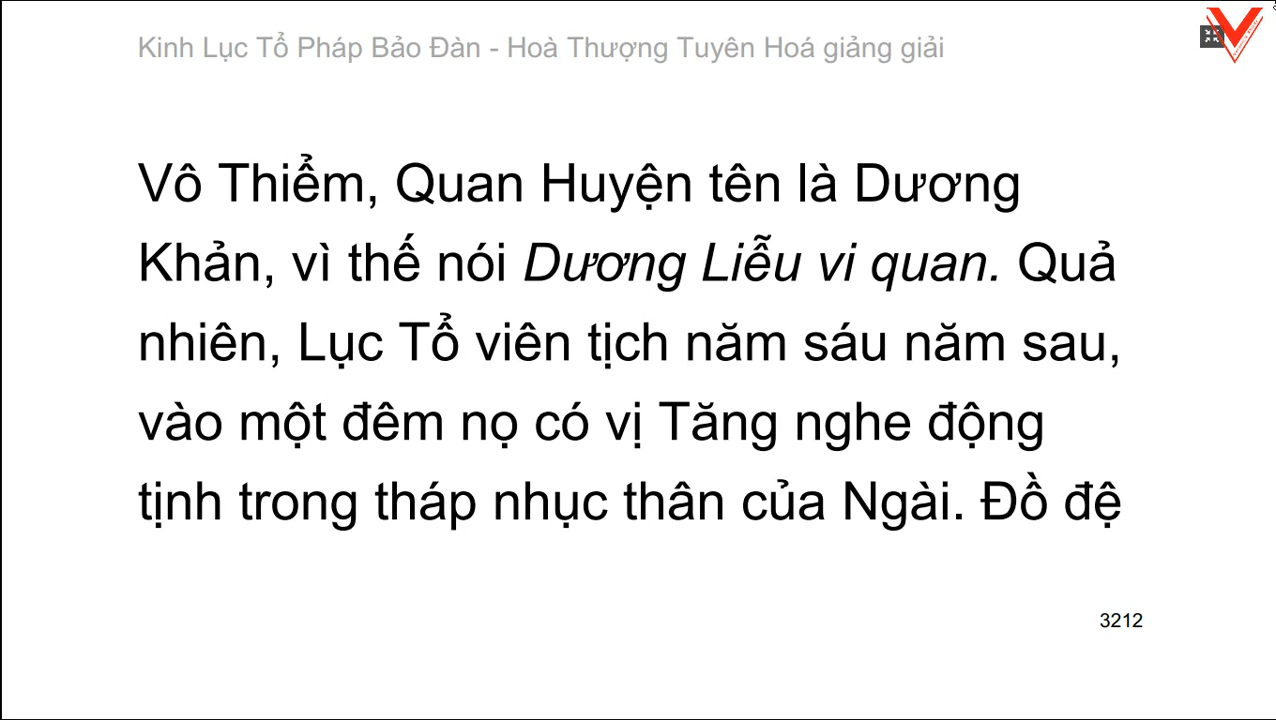 Kinh Lục Tổ Pháp Bảo Đàn - Hoà Thượng Tuyên Hoá giảng giải
Vô Thiểm, Quan Huyện tên là Dương
Khản, vì thế nói Dương Liễu vi quan. Quả
nhiên, Lục Tổ viên tịch năm sáu năm sau,
vào một đêm nọ có vị Tăng nghe động
tịnh trong tháp nhục thân của Ngài. Đồ đệ
3212